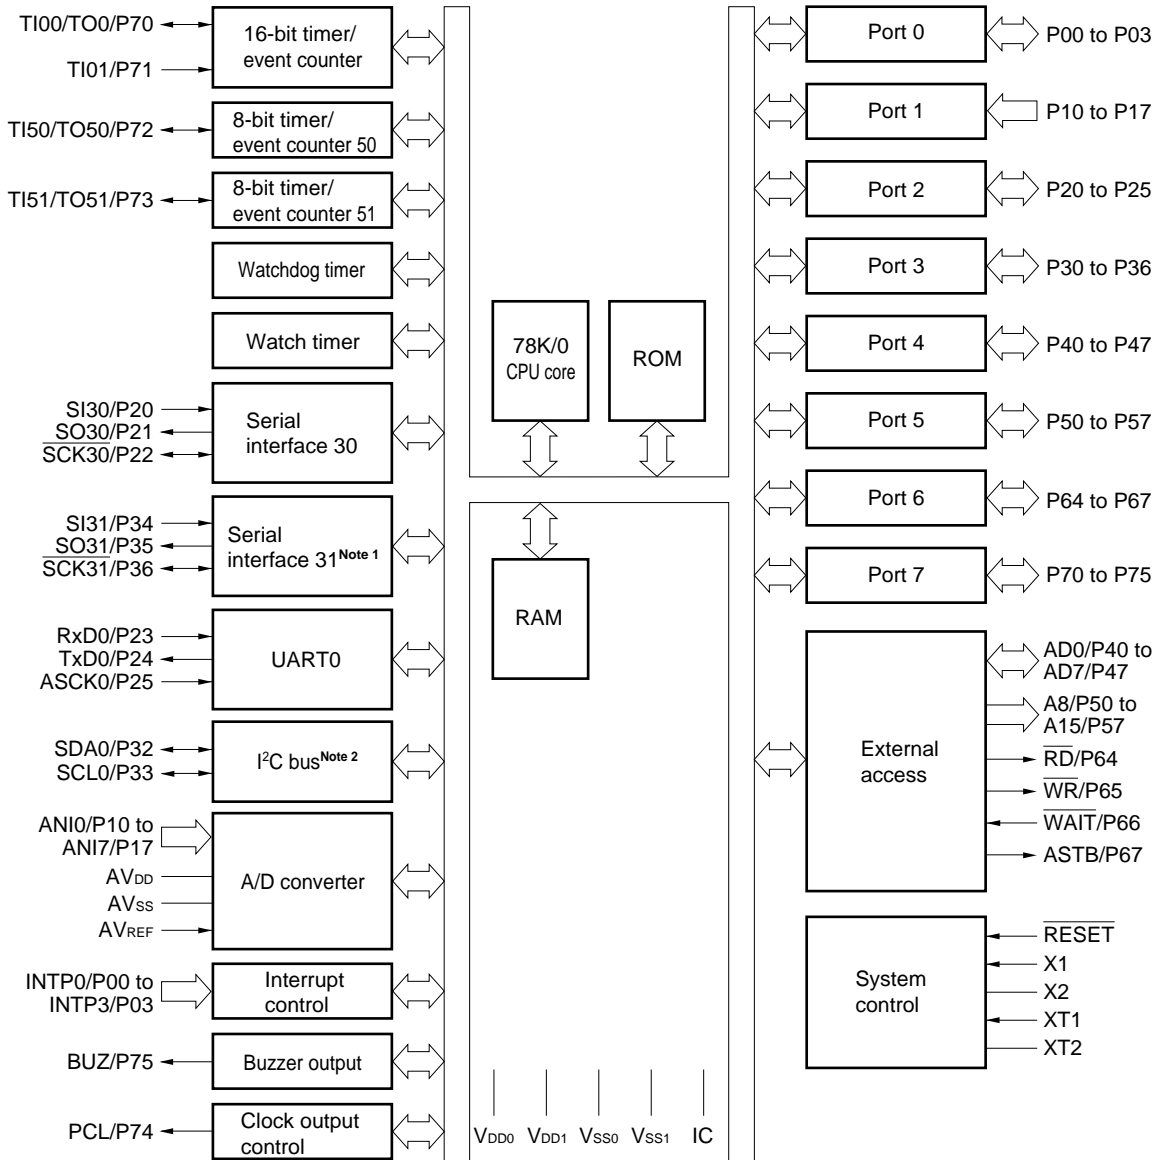 TI00/TO0/P70
TI01/P71
16-bit timer/
event counter
TI50/TO50/P72
8-bit timer/
event counter 50
TI51/TO51/P73
8-bit timer/
event counter 51
Watchdog timer
Watch timer
SI30/P20
SO30/P21
SCK30/P22
Serial
interface 30
SI31/P34
SO31/P35
SCK31/P36
Serial
interface 31 Note 1
RxD0/P23
TxD0/P24
ASCK0/P25
UART0
SDA0/P32
SCL0/P33
I²C bus Note 2
ANI0/P10 to
ANI7/P17
AVDD
AVSS
AVREF
A/D converter
INTP0/P00 to
INTP3/P03
Interrupt
control
BUZ/P75
Buzzer output
PCL/P74
Clock output
control
78K/0
CPU core
ROM
RAM
VDD0 VDD1 VSS0 VSS1 IC
Port 0
P00 to P03
Port 1
P10 to P17
Port 2
P20 to P25
Port 3
P30 to P36
Port 4
P40 to P47
Port 5
P50 to P57
Port 6
P64 to P67
Port 7
P70 to P75
External
access
AD0/P40 to
AD7/P47
A8/P50 to
A15/P57
RD/P64
WR/P65
WAIT/P66
ASTB/P67
System
control
RESET
X1
X2
XT1
XT2